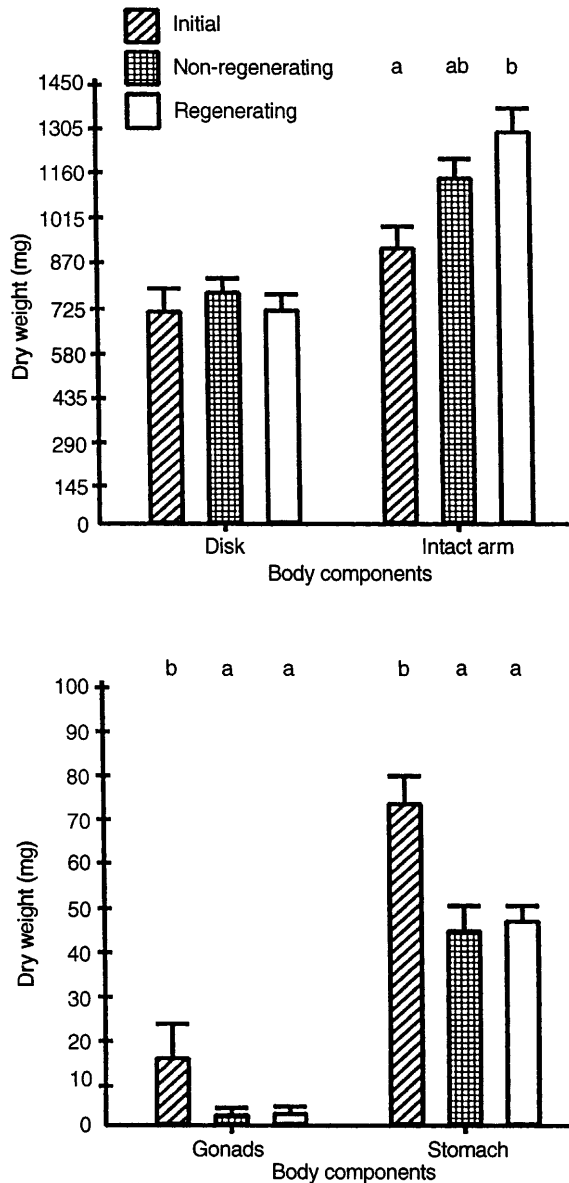 Initial
Non-regenerating
Regenerating
a ab b
1450
1305
1160
1015
870
725
580
435
290
145
0
Dry weight (mg)
Disk Intact arm
Body components
b a a b a a
100
90
80
70
60
50
40
30
20
10
0
Dry weight (mg)
Gonads Stomach
Body components